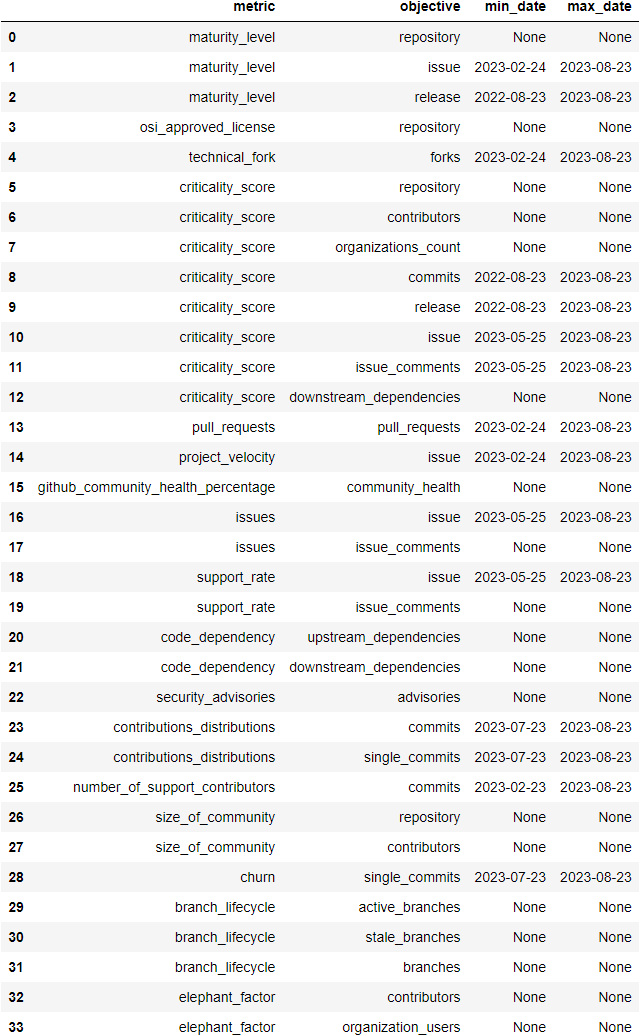 metric objective min_date max_date
0 maturity_level repository None None
1 maturity_level issue 2023-02-24 2023-08-23
2 maturity_level release 2022-08-23 2023-08-23
3 osi_approved_license repository None None
4 technical_fork forks 2023-02-24 2023-08-23
5 criticality_score repository None None
6 criticality_score contributors None None
7 criticality_score organizations_count None None
8 criticality_score commits 2022-08-23 2023-08-23
9 criticality_score release 2022-08-23 2023-08-23
10 criticality_score issue 2023-05-25 2023-08-23
11 criticality_score issue_comments 2023-05-25 2023-08-23
12 criticality_score downstream_dependencies None None
13 pull_requests pull_requests 2023-02-24 2023-08-23
14 project_velocity issue 2023-02-24 2023-08-23
15 github_community_health_percentage community_health None None
16 issues issue 2023-05-25 2023-08-23
17 issues issue_comments None None
18 support_rate issue 2023-05-25 2023-08-23
19 support_rate issue_comments None None
20 code_dependency upstream_dependencies None None
21 code_dependency downstream_dependencies None None
22 security_advisories advisories None None
23 contributions_distributions commits 2023-07-23 2023-08-23
24 contributions_distributions single_commits 2023-07-23 2023-08-23
25 number_of_support_contributors commits 2023-02-23 2023-08-23
26 size_of_community repository None None
27 size_of_community contributors None None
28 churn single_commits 2023-07-23 2023-08-23
29 branch_lifecycle active_branches None None
30 branch_lifecycle stale_branches None None
31 branch_lifecycle branches None None
32 elephant_factor contributors None None
33 elephant_factor organization_users None None